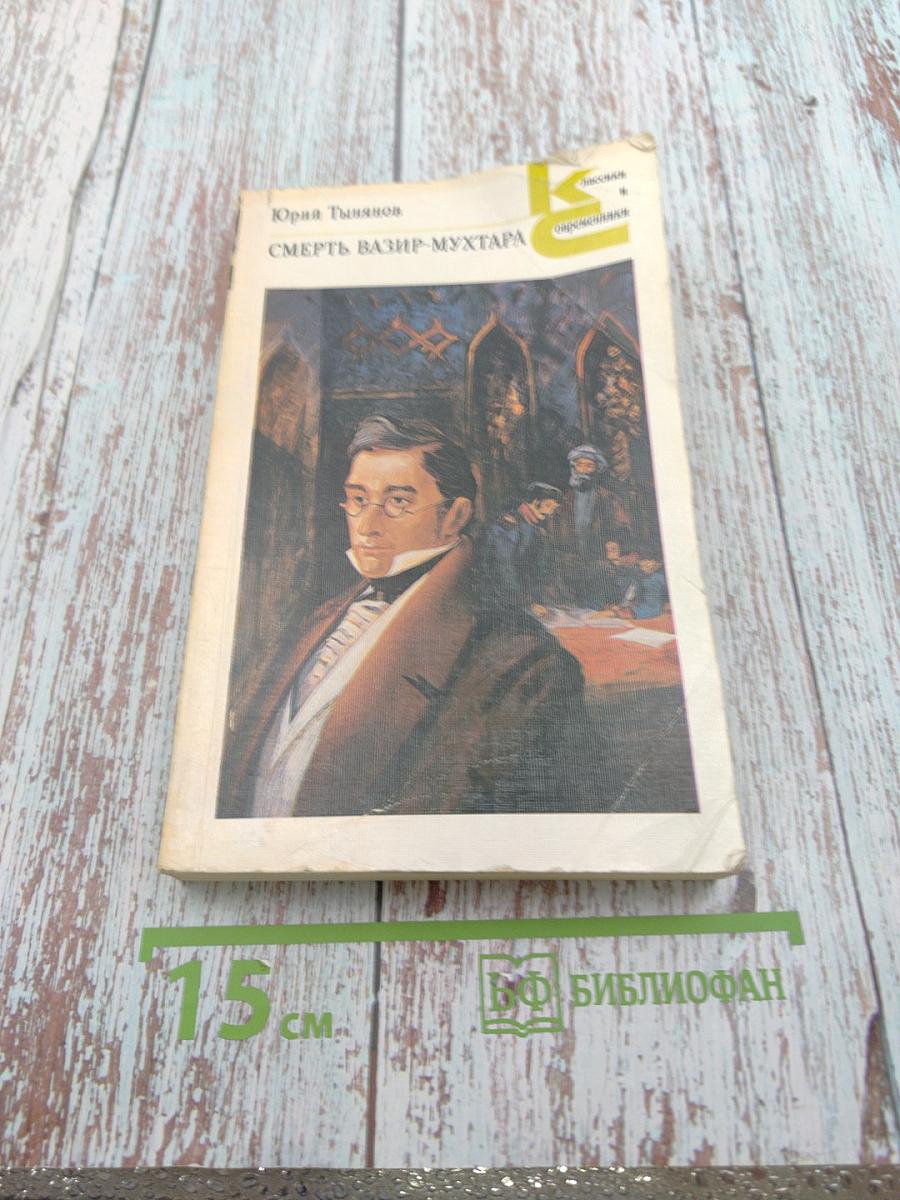 Юрий Тынянов
СМЕРТЬ ВАЗИР-МУХТАРА
Классики
и
Современники
15 см
БФ БИБЛИОФАН